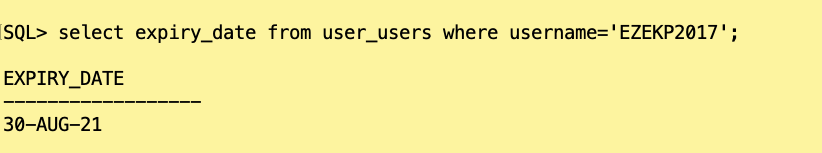 SQL> select expiry_date from user_users where username='EZEKP2017';
EXPIRY_DATE
------------------
30-AUG-21